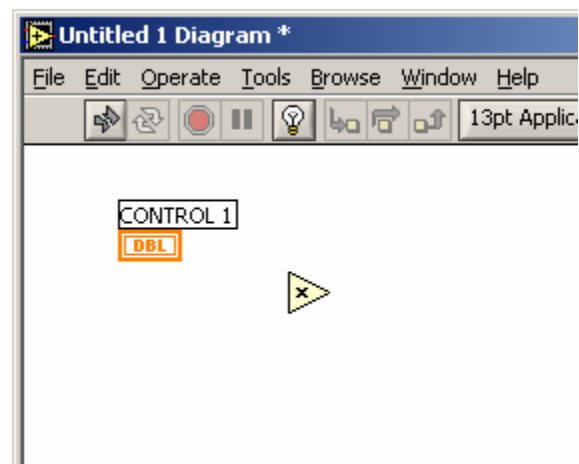 Untitled 1 Diagram *
File Edit Operate Tools Browse Window Help
13pt Applic
CONTROL 1
DBL
x